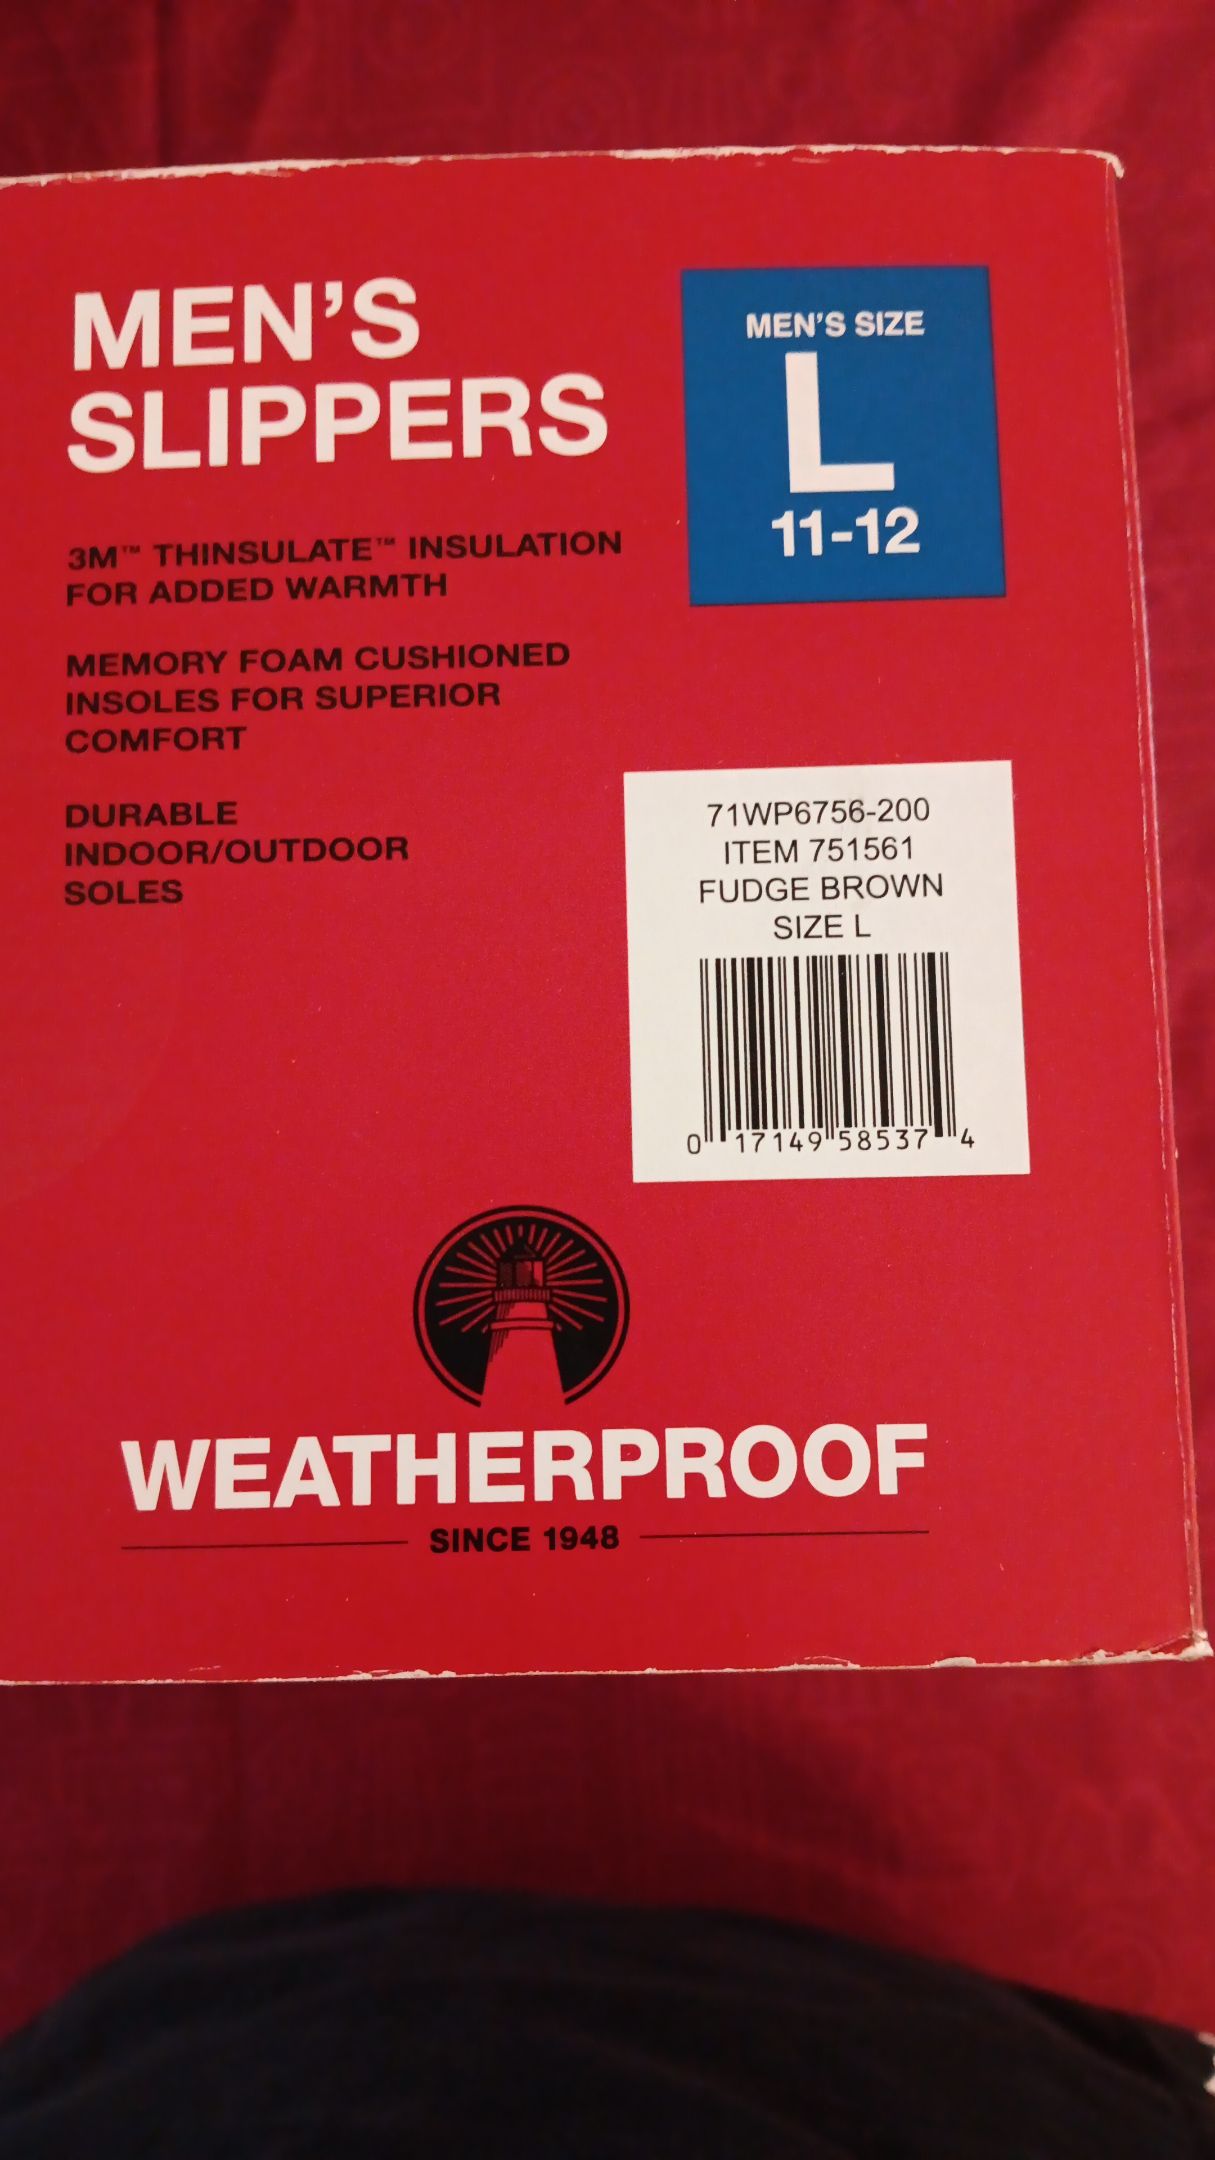 MEN'S
SLIPPERS
MEN'S SIZE
L
11-12
3M™ THINSULATE™ INSULATION
FOR ADDED WARMTH
MEMORY FOAM CUSHIONED
INSOLES FOR SUPERIOR
COMFORT
DURABLE
INDOOR/OUTDOOR
SOLES
71WP6756-200
ITEM 751561
FUDGE BROWN
SIZE L
0 17149 58537 4
WEATHERPROOF
SINCE 1948